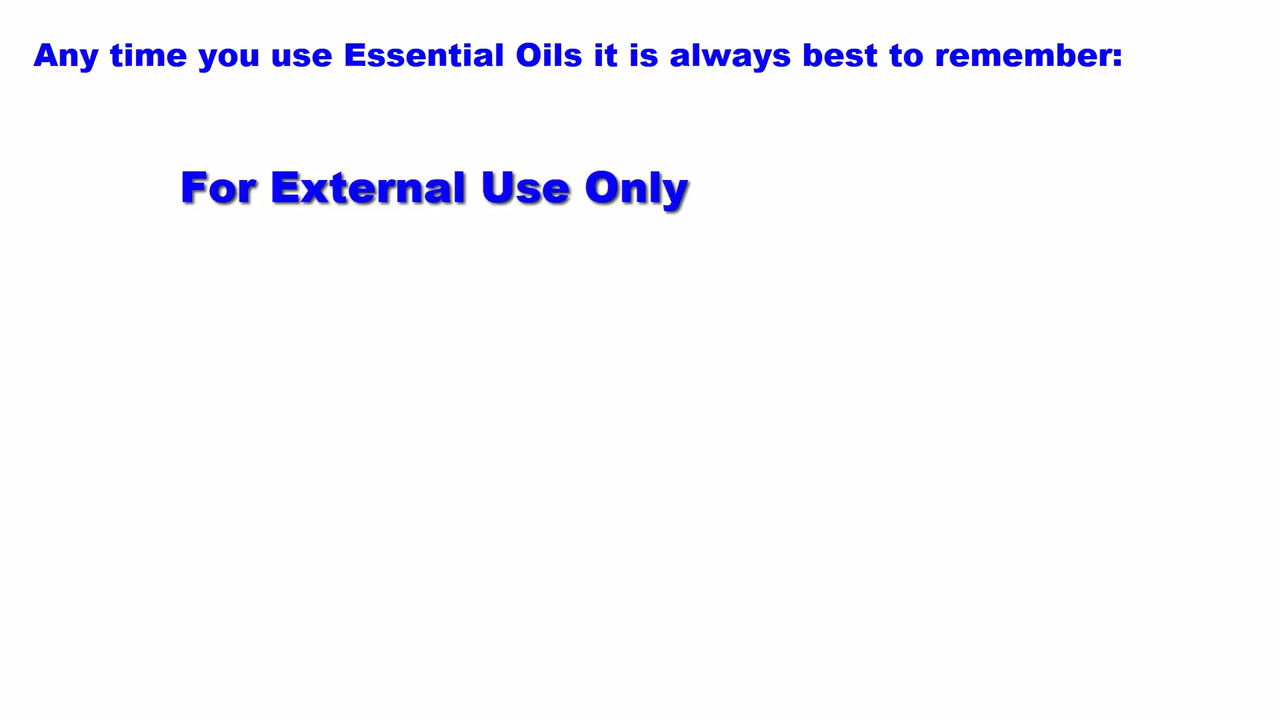 Any time you use Essential Oils it is always best to remember:
For External Use Only